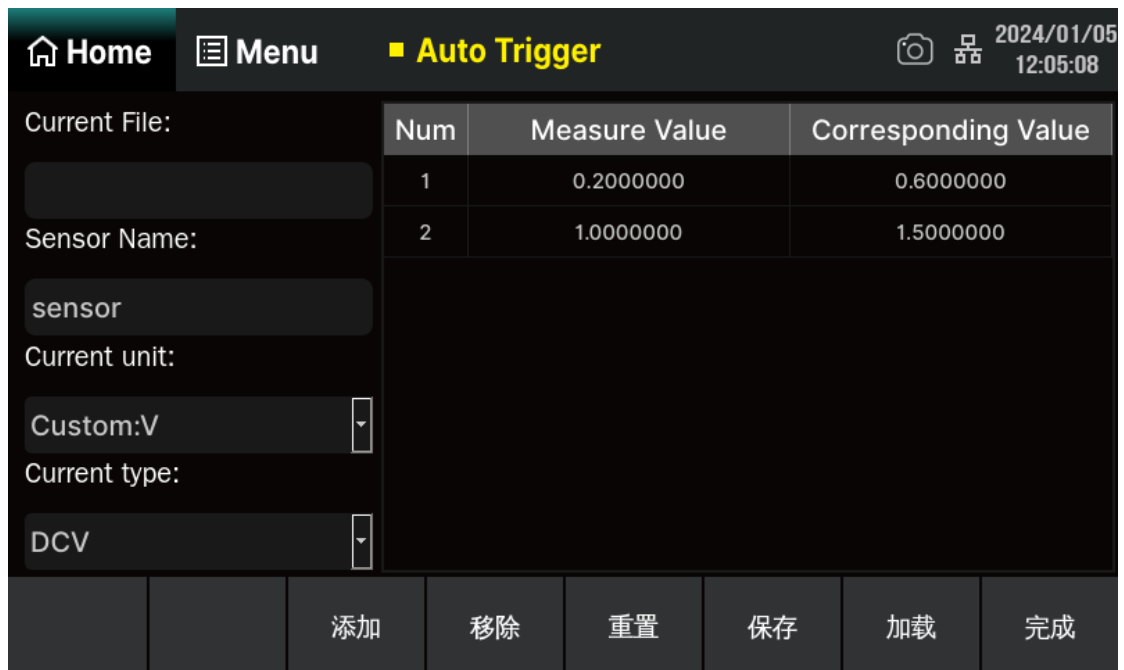 Home Menu Auto Trigger 2024/01/05
12:05:08
Current File:
Sensor Name:
sensor
Current unit:
Custom:V
Current type:
DCV
Num Measure Value Corresponding Value
1 0.2000000 0.6000000
2 1.0000000 1.5000000
添加 移除 重置 保存 加载 完成